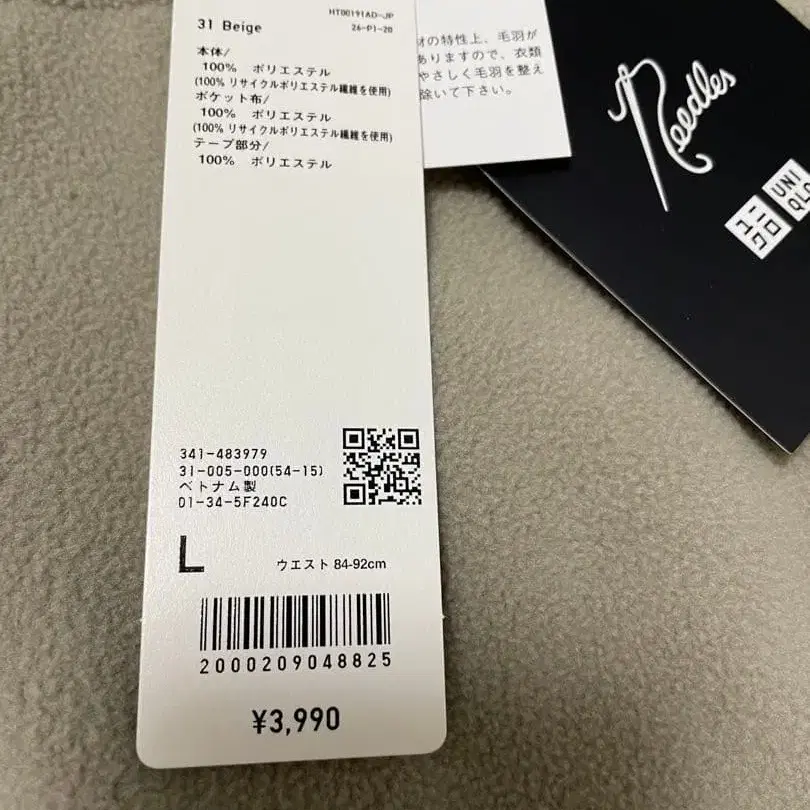 HT00191AD-JP
31 Beige
26-P1-20
本体/
100% ポリエステル
(100% リサイクルポリエステル繊維を使用)
ポケット布/
100% ポリエステル
(100% リサイクルポリエステル繊維を使用)
テープ部分/
100% ポリエステル
341-483979
31-005-000(54-15)
ベトナム製
01-34-5F240C
L
ウエスト 84-92cm
2000209048825
¥3,990
材の特性上、毛羽が
ありますので、衣類
やさしく毛羽を整え
除いて下さい。
Needles
ユニクロ
UNIQLO